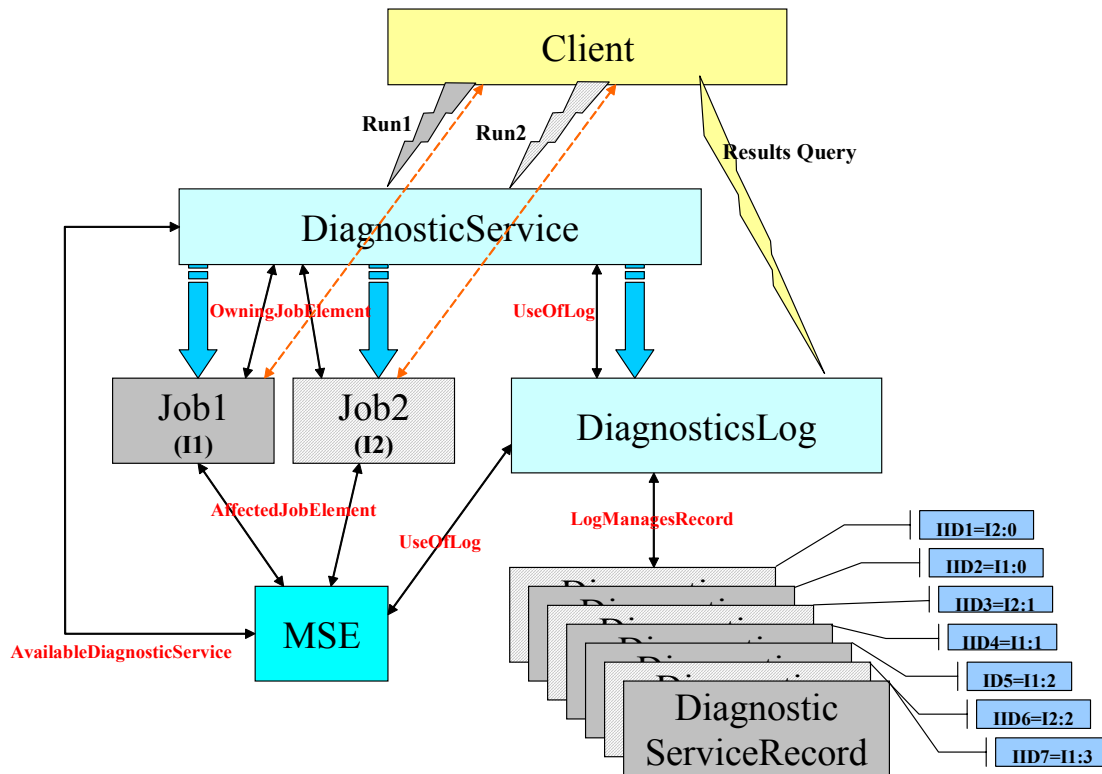 Client
Run1
Run2
Results Query
DiagnosticService
OwningJobElement
UseOfLog
Job1
(I1)
Job2
(I2)
DiagnosticsLog
AffectedJobElement
UseOfLog
LogManagesRecord
MSE
AvailableDiagnosticService
IID1=I2:0
IID2=I1:0
IID3=I2:1
IID4=I1:1
ID5=I1:2
IID6=I2:2
IID7=I1:3
Diagnostic
ServiceRecord